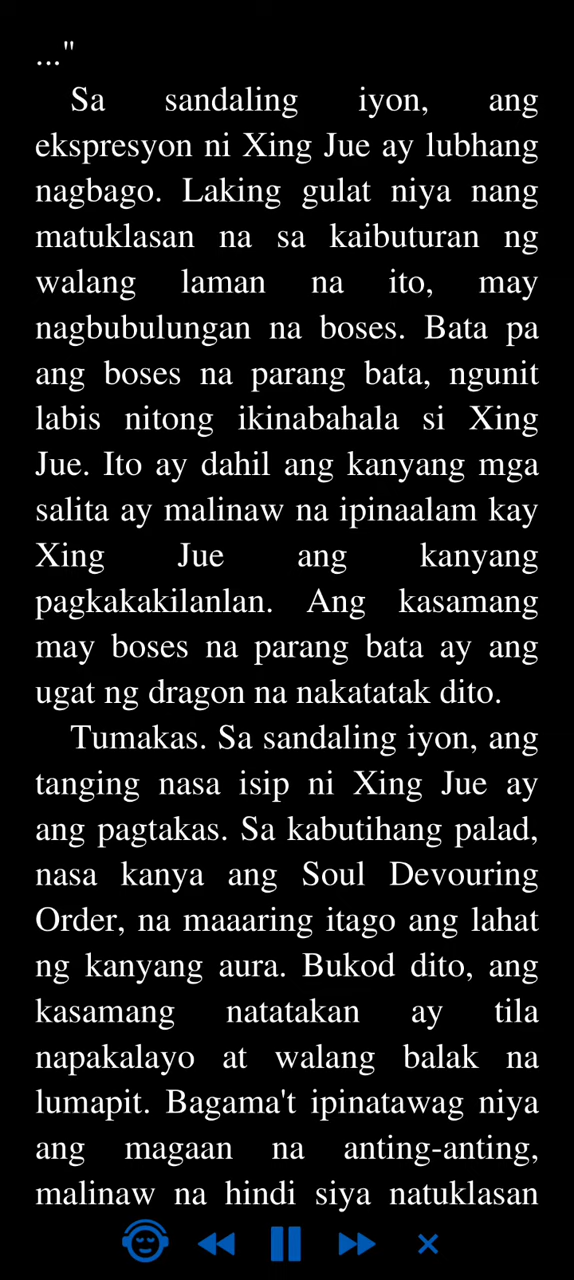 ..."
Sa sandaling iyon, ang
ekspresyon ni Xing Jue ay lubhang
nagbago. Laking gulat niya nang
matuklasan na sa kaibuturan ng
walang laman na ito, may
nagbubulungan na boses. Bata pa
ang boses na parang bata, ngunit
labis nitong ikinabahala si Xing
Jue. Ito ay dahil ang kanyang mga
salita ay malinaw na ipinaalam kay
Xing Jue ang kanyang
pagkakakilanlan. Ang kasamang
may boses na parang bata ay ang
ugat ng dragon na nakatatak dito.
Tumakas. Sa sandaling iyon, ang
tanging nasa isip ni Xing Jue ay
ang pagtakas. Sa kabutihang palad,
nasa kanya ang Soul Devouring
Order, na maaaring itago ang lahat
ng kanyang aura. Bukod dito, ang
kasamang natatakan ay tila
napakalayo at walang balak na
lumapit. Bagama't ipinatawag niya
ang magaan na anting-anting,
malinaw na hindi siya natuklasan